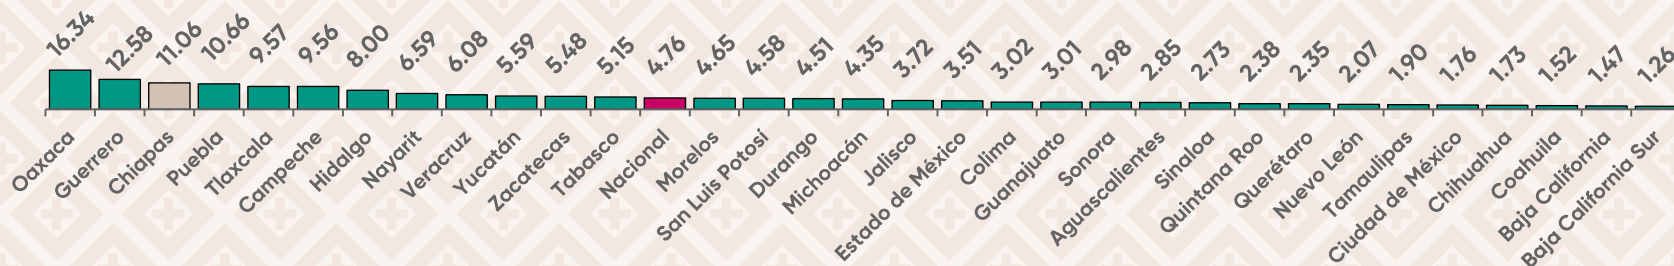 16.34 12.58 11.06 10.66 9.57 9.56 8.00 6.59 6.08 5.59 5.48 5.15 4.76 4.65 4.58 4.51 4.35 3.72 3.51 3.02 3.01 2.98 2.85 2.73 2.38 2.35 2.07 1.90 1.76 1.73 1.52 1.47 1.26
Oaxaca
Guerrero
Chiapas
Puebla
Tlaxcala
Campeche
Hidalgo
Nayarit
Veracruz
Yucatán
Zacatecas
Tabasco
Nacional
Morelos
San Luis Potosí
Durango
Michoacán
Jalisco
Estado de México
Colima
Guanajuato
Sonora
Aguascalientes
Sinaloa
Quintana Roo
Querétaro
Nuevo León
Tamaulipas
Ciudad de México
Chihuahua
Coahuila
Baja California
Baja California Sur